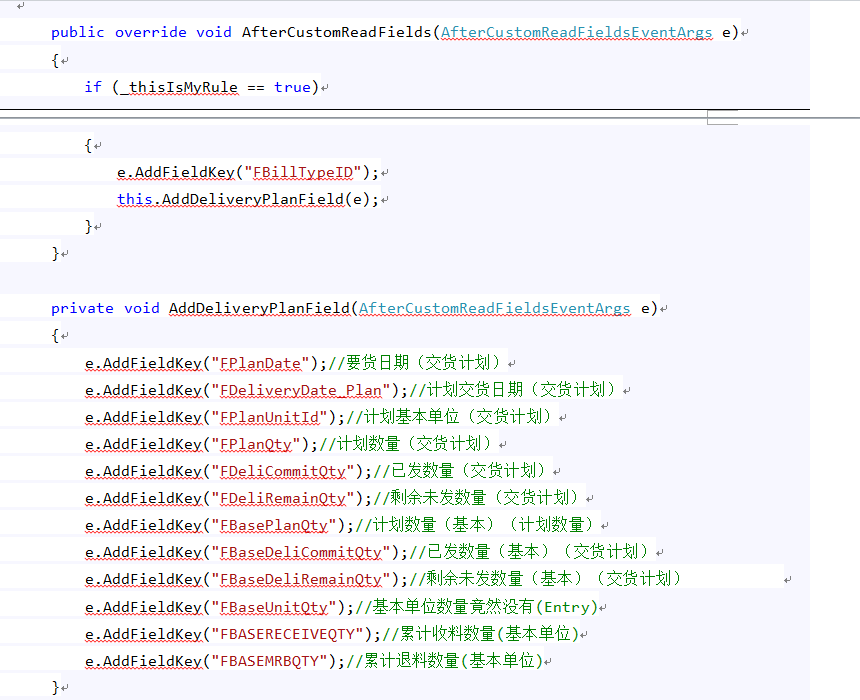 public override void AfterCustomReadFields(AfterCustomReadFieldsEventArgs e)
{
if (_thisIsMyRule == true)
{
e.AddFieldKey("FBillTypeID");
this.AddDeliveryPlanField(e);
}
}
private void AddDeliveryPlanField(AfterCustomReadFieldsEventArgs e)
{
e.AddFieldKey("FPlanDate");//要货日期（交货计划）
e.AddFieldKey("FDeliveryDate_Plan");//计划交货日期（交货计划）
e.AddFieldKey("FPlanUnitId");//计划基本单位（交货计划）
e.AddFieldKey("FPlanQty");//计划数量（交货计划）
e.AddFieldKey("FDeliCommitQty");//已发数量（交货计划）
e.AddFieldKey("FDeliRemainQty");//剩余未发数量（交货计划）
e.AddFieldKey("FBasePlanQty");//计划数量（基本）（计划数量）
e.AddFieldKey("FBaseDeliCommitQty");//已发数量（基本）（交货计划）
e.AddFieldKey("FBaseDeliRemainQty");//剩余未发数量（基本）（交货计划）
e.AddFieldKey("FBaseUnitQty");//基本单位数量竟然没有(Entry)
e.AddFieldKey("FBASERECEIVEQTY");//累计收料数量(基本单位)
e.AddFieldKey("FBASEMRBQTY");//累计退料数量(基本单位)
}